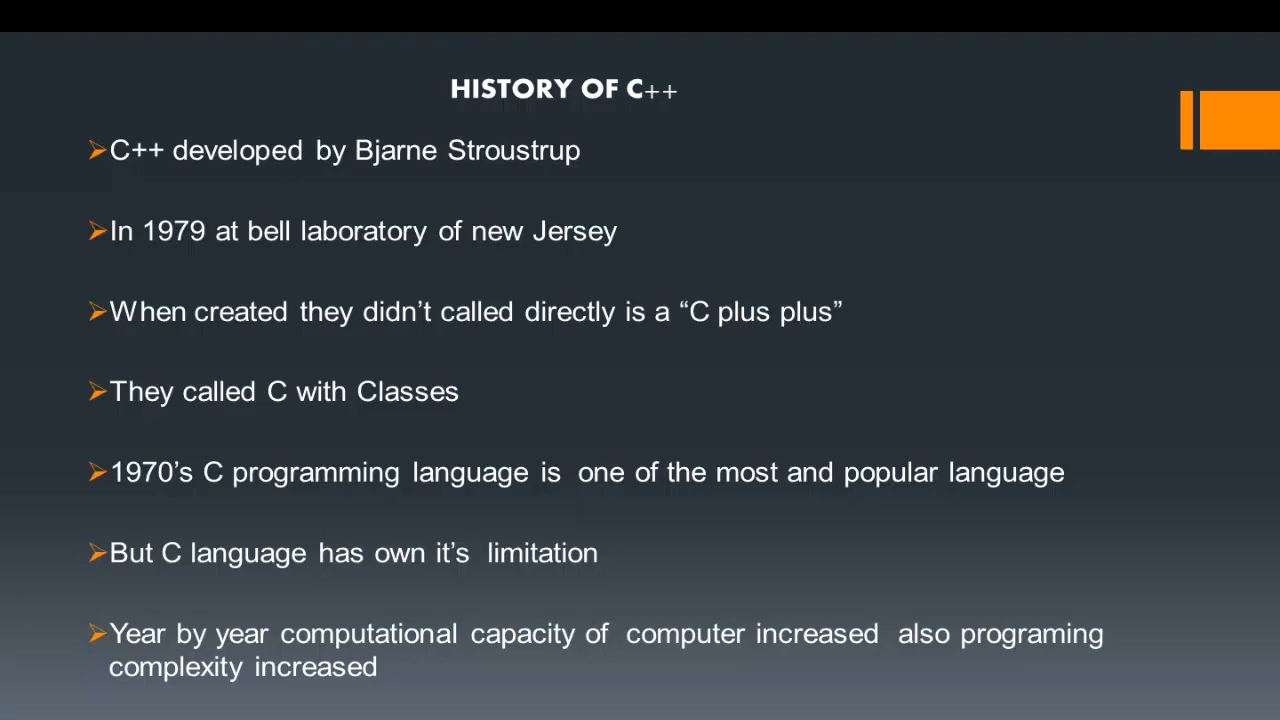 HISTORY OF C++
➢C++ developed by Bjarne Stroustrup
➢In 1979 at bell laboratory of new Jersey
➢When created they didn’t called directly is a “C plus plus”
➢They called C with Classes
➢1970’s C programming language is one of the most and popular language
➢But C language has own it’s limitation
➢Year by year computational capacity of computer increased also programing
complexity increased